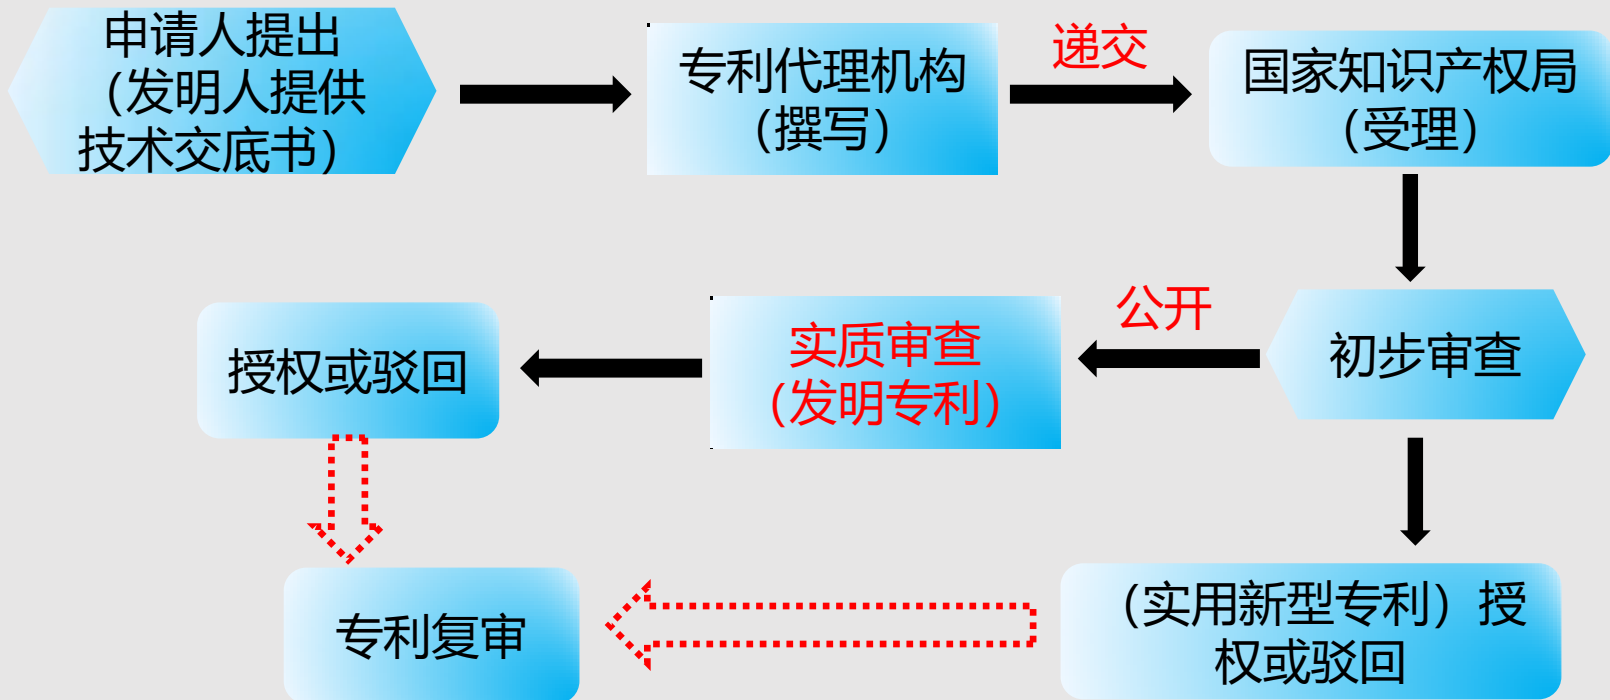 申请人提出
（发明人提供
技术交底书）
专利代理机构
（撰写）
递交
国家知识产权局
（受理）
授权或驳回
实质审查
（发明专利）
公开
初步审查
专利复审
（实用新型专利）授
权或驳回